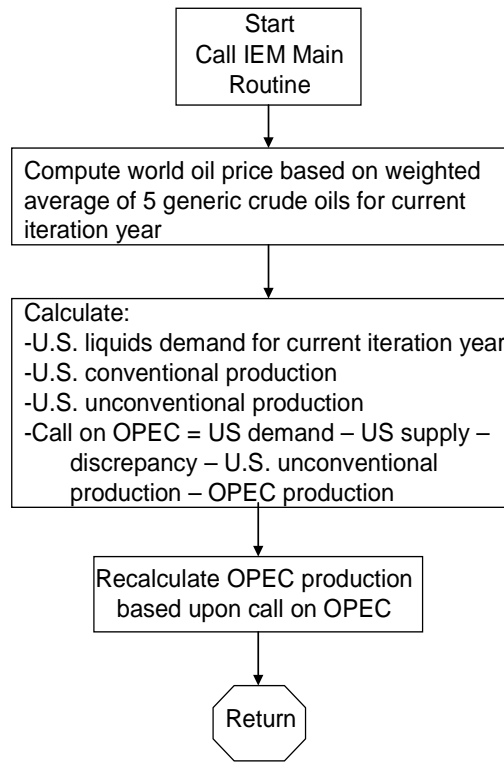 Start
Call IEM Main
Routine
Compute world oil price based on weighted
average of 5 generic crude oils for current
iteration year
Calculate:
-U.S. liquids demand for current iteration year
-U.S. conventional production
-U.S. unconventional production
-Call on OPEC = US demand – US supply –
discrepancy – U.S. unconventional
production – OPEC production
Recalculate OPEC production
based upon call on OPEC
Return